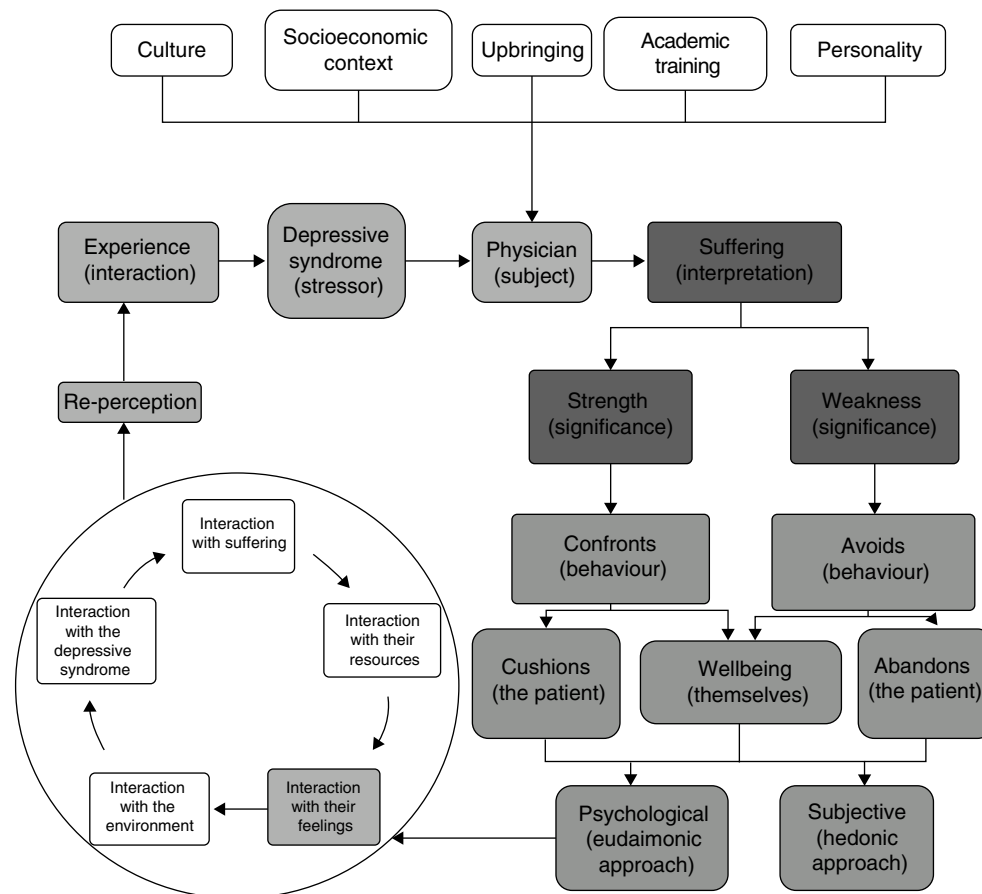 Culture
Socioeconomic
context
Upbringing
Academic
training
Personality
Experience
(interaction)
Depressive
syndrome
(stressor)
Physician
(subject)
Suffering
(interpretation)
Re-perception
Strength
(significance)
Weakness
(significance)
Interaction
with suffering
Interaction
with the
depressive
syndrome
Interaction
with their
resources
Interaction
with the
environment
Interaction
with their
feelings
Confronts
(behaviour)
Avoids
(behaviour)
Cushions
(the patient)
Wellbeing
(themselves)
Abandons
(the patient)
Psychological
(eudaimonic
approach)
Subjective
(hedonic
approach)